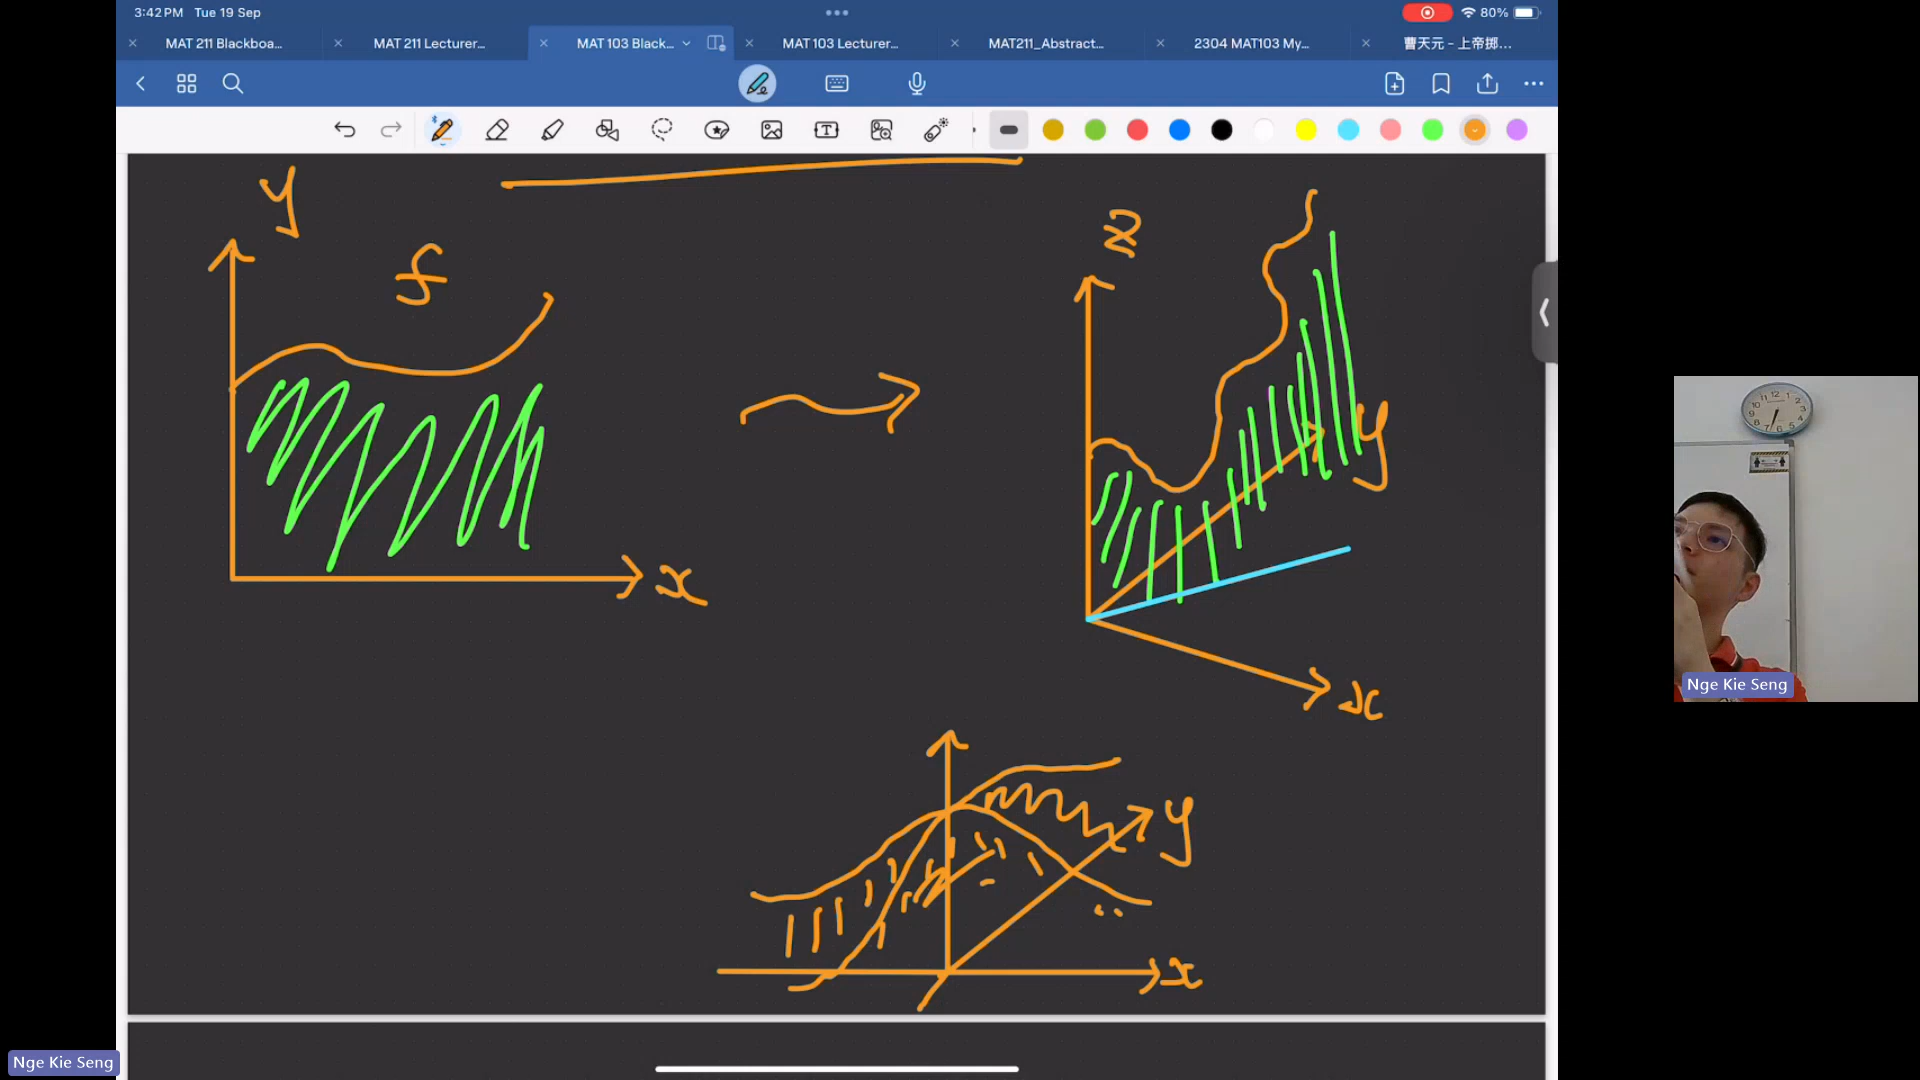 3:42 PM Tue 19 Sep
80%
MAT 211 Blackboa...
MAT 211 Lecturer...
MAT 103 Black...
MAT 103 Lecturer...
MAT211_Abstract...
2304 MAT103 My...
曹天元 - 上帝掷...
y
f
x
z
y
x
y
x
Nge Kie Seng
Nge Kie Seng